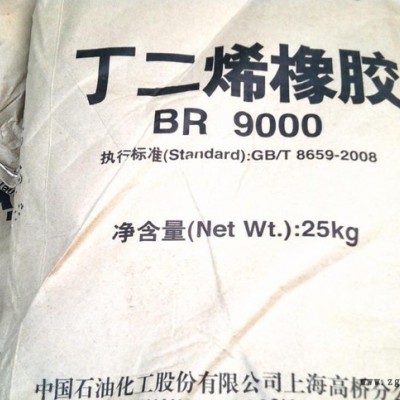 丁二烯橡胶
BR 9000
执行标准(Standard):GB/T 8659-2008
净含量(Net Wt.):25kg
中国石油化工股份有限公司上海高桥分